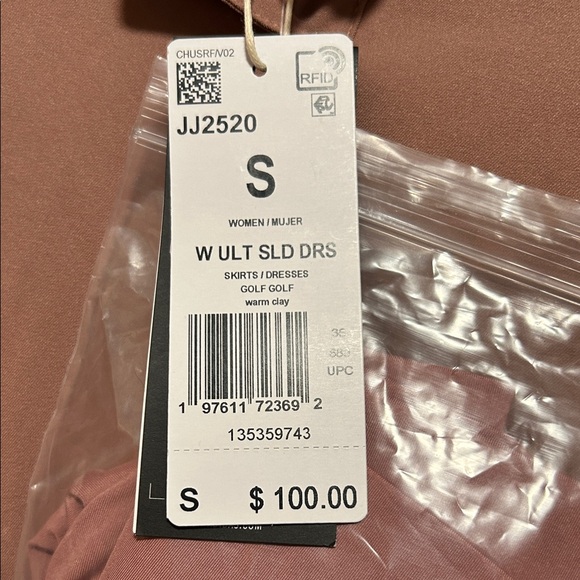 CHUSRF/V02
RFID
JJ2520
S
WOMEN / MUJER
W ULT SLD DRS
SKIRTS / DRESSES
GOLF GOLF
warm clay
UPC
1 97611 72369 2
135359743
S $ 100.00